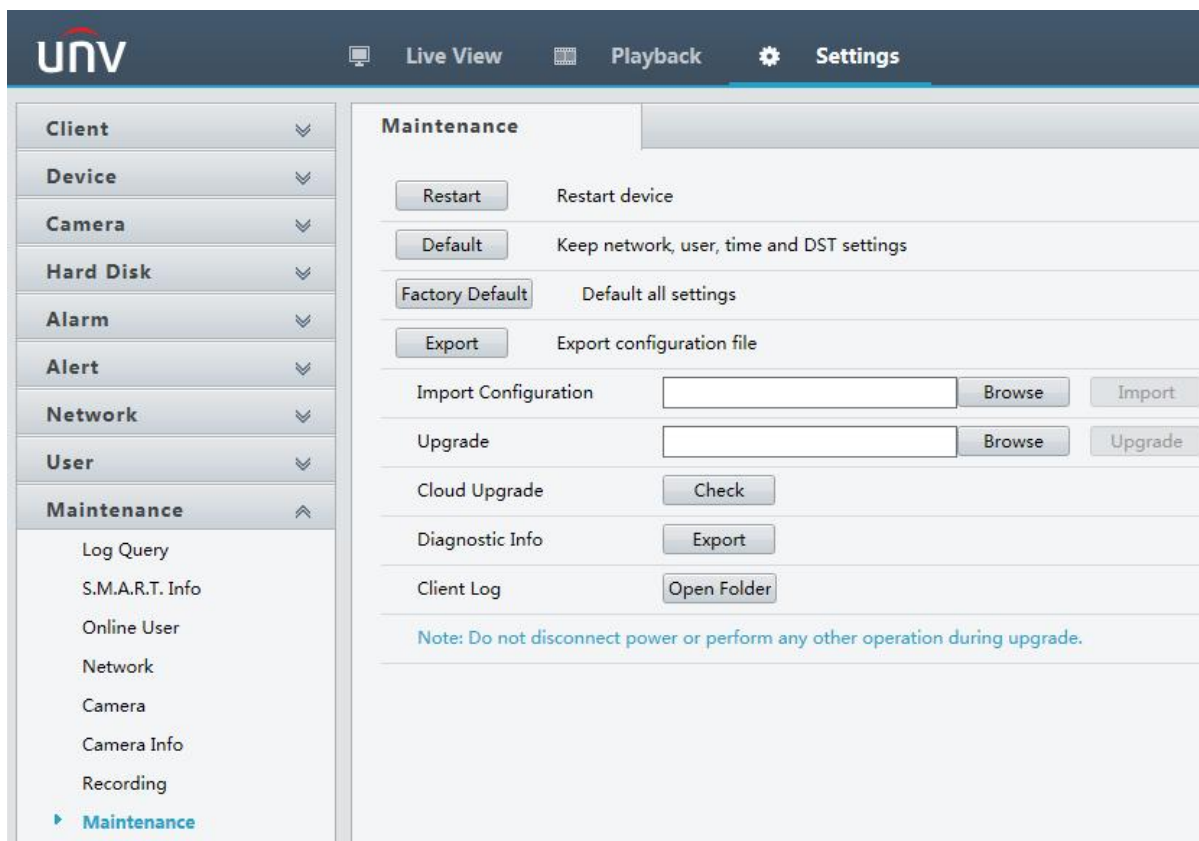 unv
Live View Playback Settings
Client
Device
Camera
Hard Disk
Alarm
Alert
Network
User
Maintenance
Log Query
S.M.A.R.T. Info
Online User
Network
Camera
Camera Info
Recording
Maintenance
Maintenance
Restart Restart device
Default Keep network, user, time and DST settings
Factory Default Default all settings
Export Export configuration file
Import Configuration Browse Import
Upgrade Browse Upgrade
Cloud Upgrade Check
Diagnostic Info Export
Client Log Open Folder
Note: Do not disconnect power or perform any other operation during upgrade.